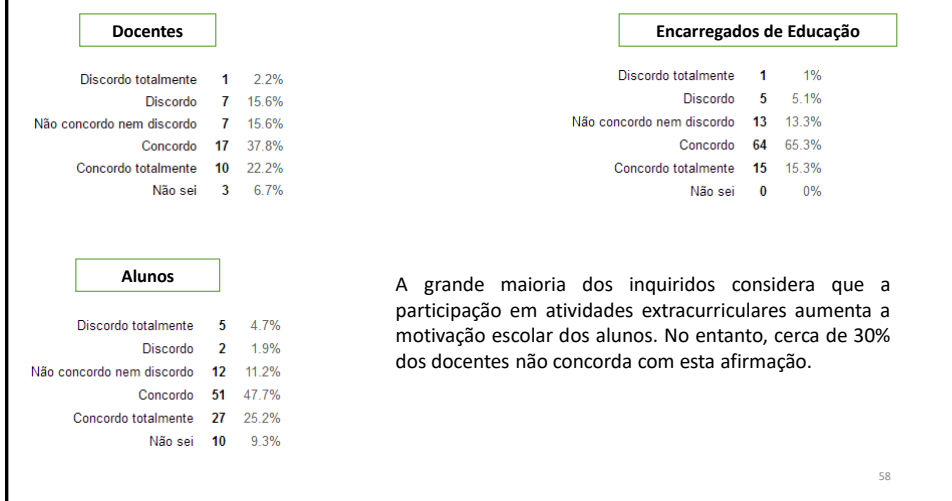 Docentes
Discordo totalmente 1 2.2%
Discordo 7 15.6%
Não concordo nem discordo 7 15.6%
Concordo 17 37.8%
Concordo totalmente 10 22.2%
Não sei 3 6.7%
Encarregados de Educação
Discordo totalmente 1 1%
Discordo 5 5.1%
Não concordo nem discordo 13 13.3%
Concordo 64 65.3%
Concordo totalmente 15 15.3%
Não sei 0 0%
Alunos
Discordo totalmente 5 4.7%
Discordo 2 1.9%
Não concordo nem discordo 12 11.2%
Concordo 51 47.7%
Concordo totalmente 27 25.2%
Não sei 10 9.3%
A grande maioria dos inquiridos considera que a
participação em atividades extracurriculares aumenta a
motivação escolar dos alunos. No entanto, cerca de 30%
dos docentes não concorda com esta afirmação.
58